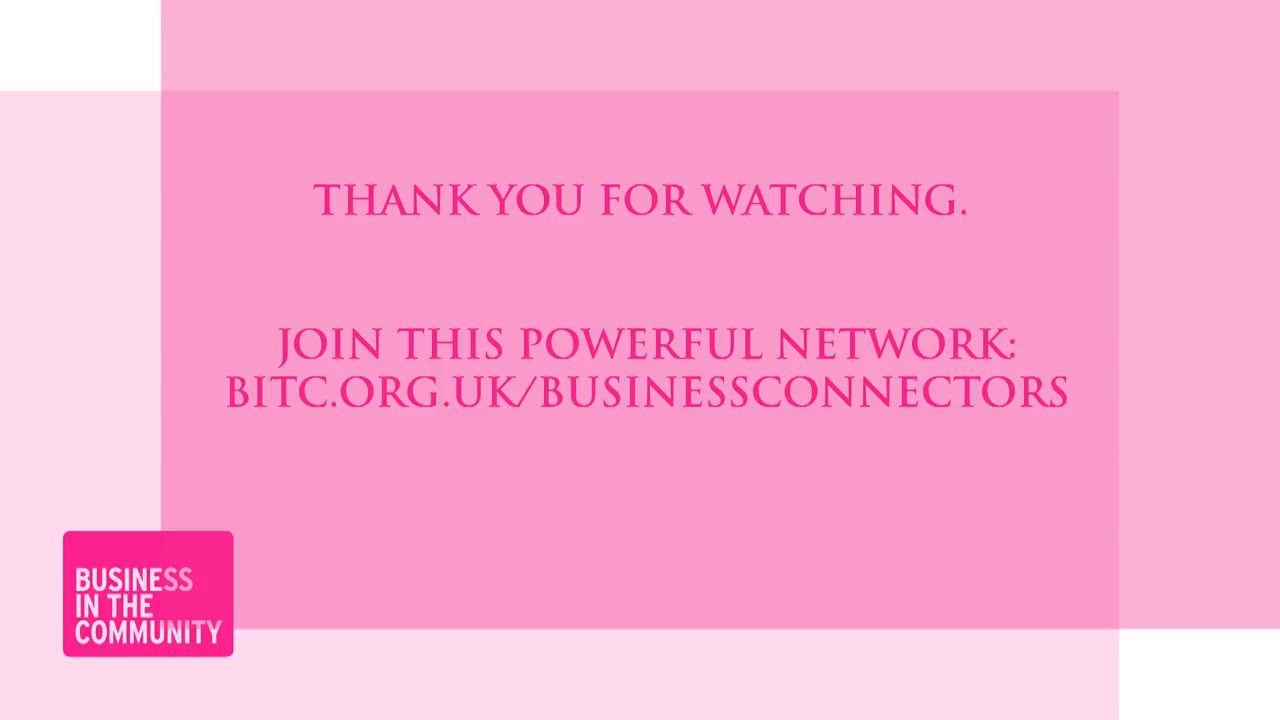 THANK YOU FOR WATCHING.
JOIN THIS POWERFUL NETWORK:
BITC.ORG.UK/BUSINESSCONNECTORS
BUSINESS
IN THE
COMMUNITY